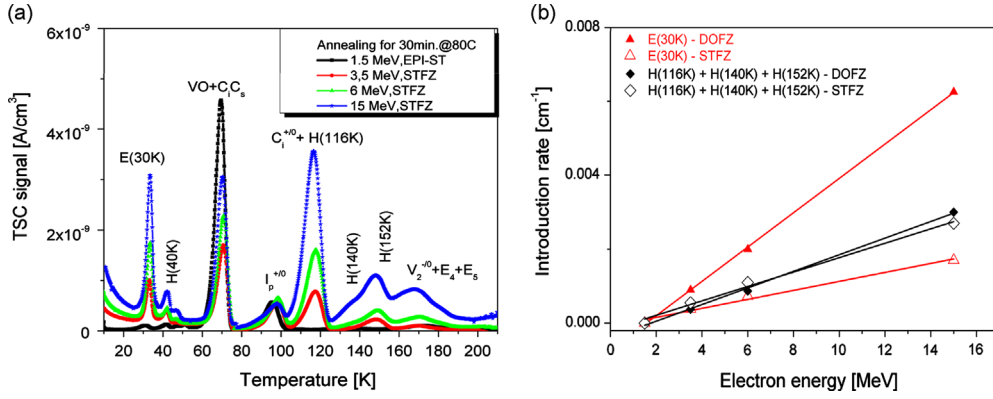 (a)
6x10⁻⁹
4x10⁻⁹
2x10⁻⁹
0
TSC signal [A/cm³]
20 40 60 80 100 120 140 160 180 200
Temperature [K]
Annealing for 30min.@80C
1.5 MeV,EPI-ST
3,5 MeV,STFZ
6 MeV,STFZ
15 MeV,STFZ
E(30K)
H(40K)
VO+CᵢCₛ
Iₚ⁺ᐟ⁰
Cᵢ⁺ᐟ⁰+ H(116K)
H(140K)
H(152K)
V₂⁻ᐟ⁰+E₄+E₅
(b)
0.008
0.004
0.000
Introduction rate [cm⁻¹]
0 2 4 6 8 10 12 14 16
Electron energy [MeV]
E(30K) - DOFZ
E(30K) - STFZ
H(116K) + H(140K) + H(152K) - DOFZ
H(116K) + H(140K) + H(152K) - STFZ